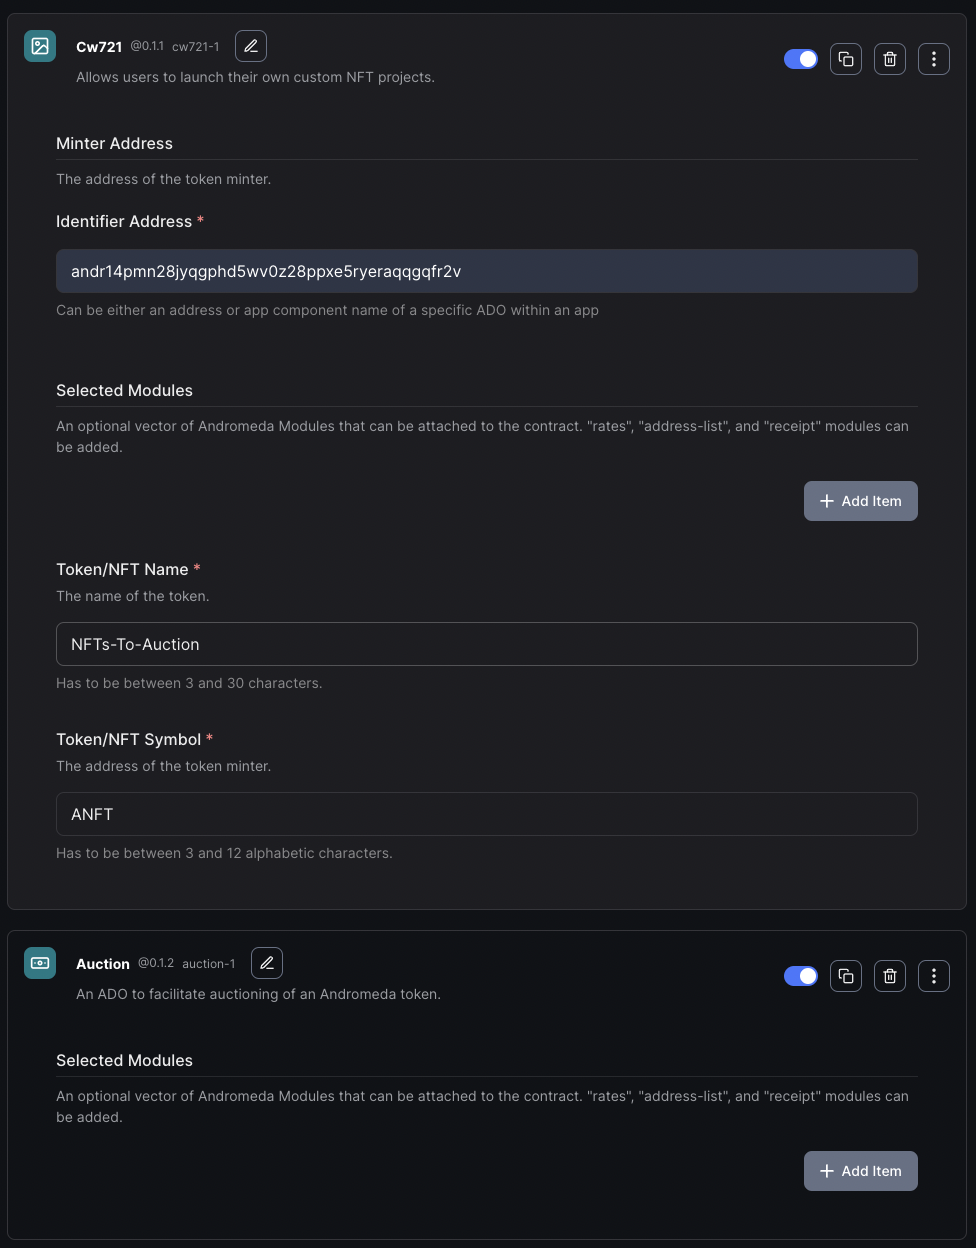 Cw721 @0.1.1 cw721-1
Allows users to launch their own custom NFT projects.
Minter Address
The address of the token minter.
Identifier Address *
andr14pmn28jyqgphd5wv0z28ppxe5ryeraqqgqfr2v
Can be either an address or app component name of a specific ADO within an app
Selected Modules
An optional vector of Andromeda Modules that can be attached to the contract. "rates", "address-list", and "receipt" modules can
be added.
Add Item
Token/NFT Name *
The name of the token.
NFTs-To-Auction
Has to be between 3 and 30 characters.
Token/NFT Symbol *
The address of the token minter.
ANFT
Has to be between 3 and 12 alphabetic characters.
Auction @0.1.2 auction-1
An ADO to facilitate auctioning of an Andromeda token.
Selected Modules
An optional vector of Andromeda Modules that can be attached to the contract. "rates", "address-list", and "receipt" modules can
be added.
Add Item